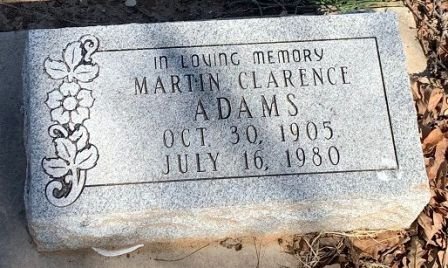 IN LOVING MEMORY
MARTIN CLARENCE
ADAMS
OCT 30, 1905
JULY 16, 1980